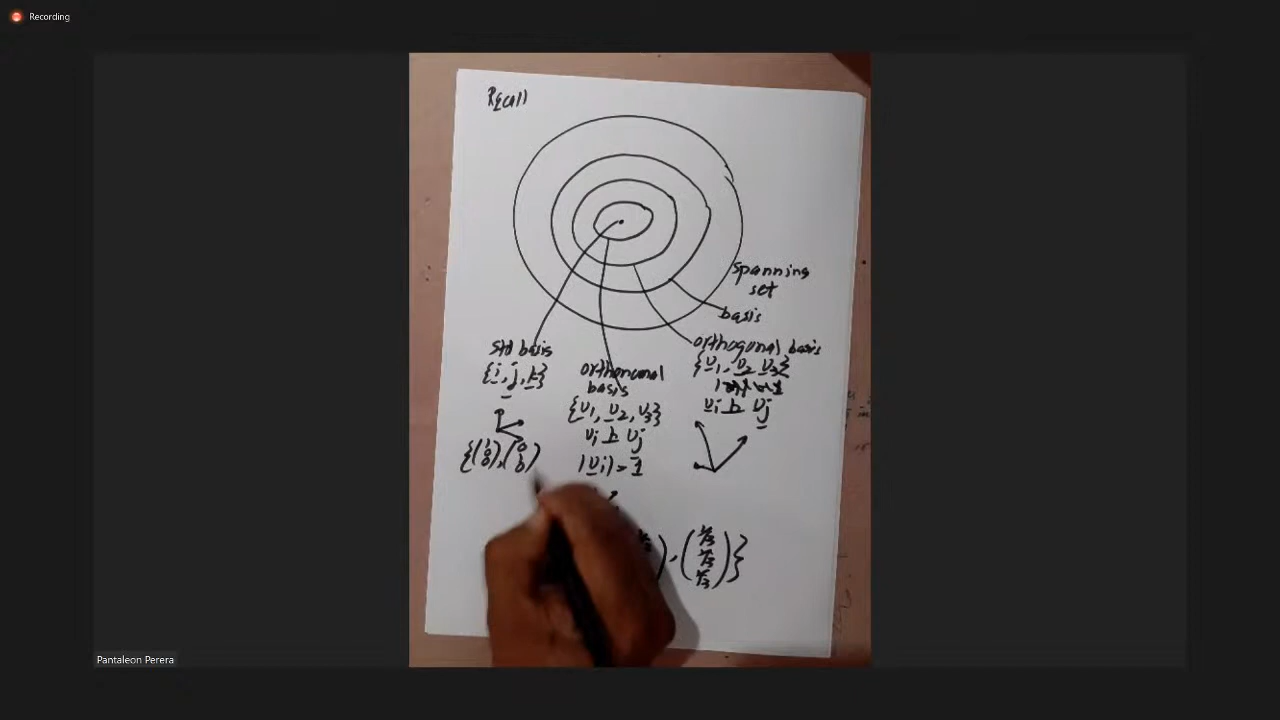 Recording
Recall
spanning
set
basis
orthogonal basis
{v1, v2, v3}
vi ⊥ vj
std basis
{i, j, k}
orthonormal
basis
{v1, v2, v3}
vi ⊥ vj
|vi| = 1
Pantaleon Perera